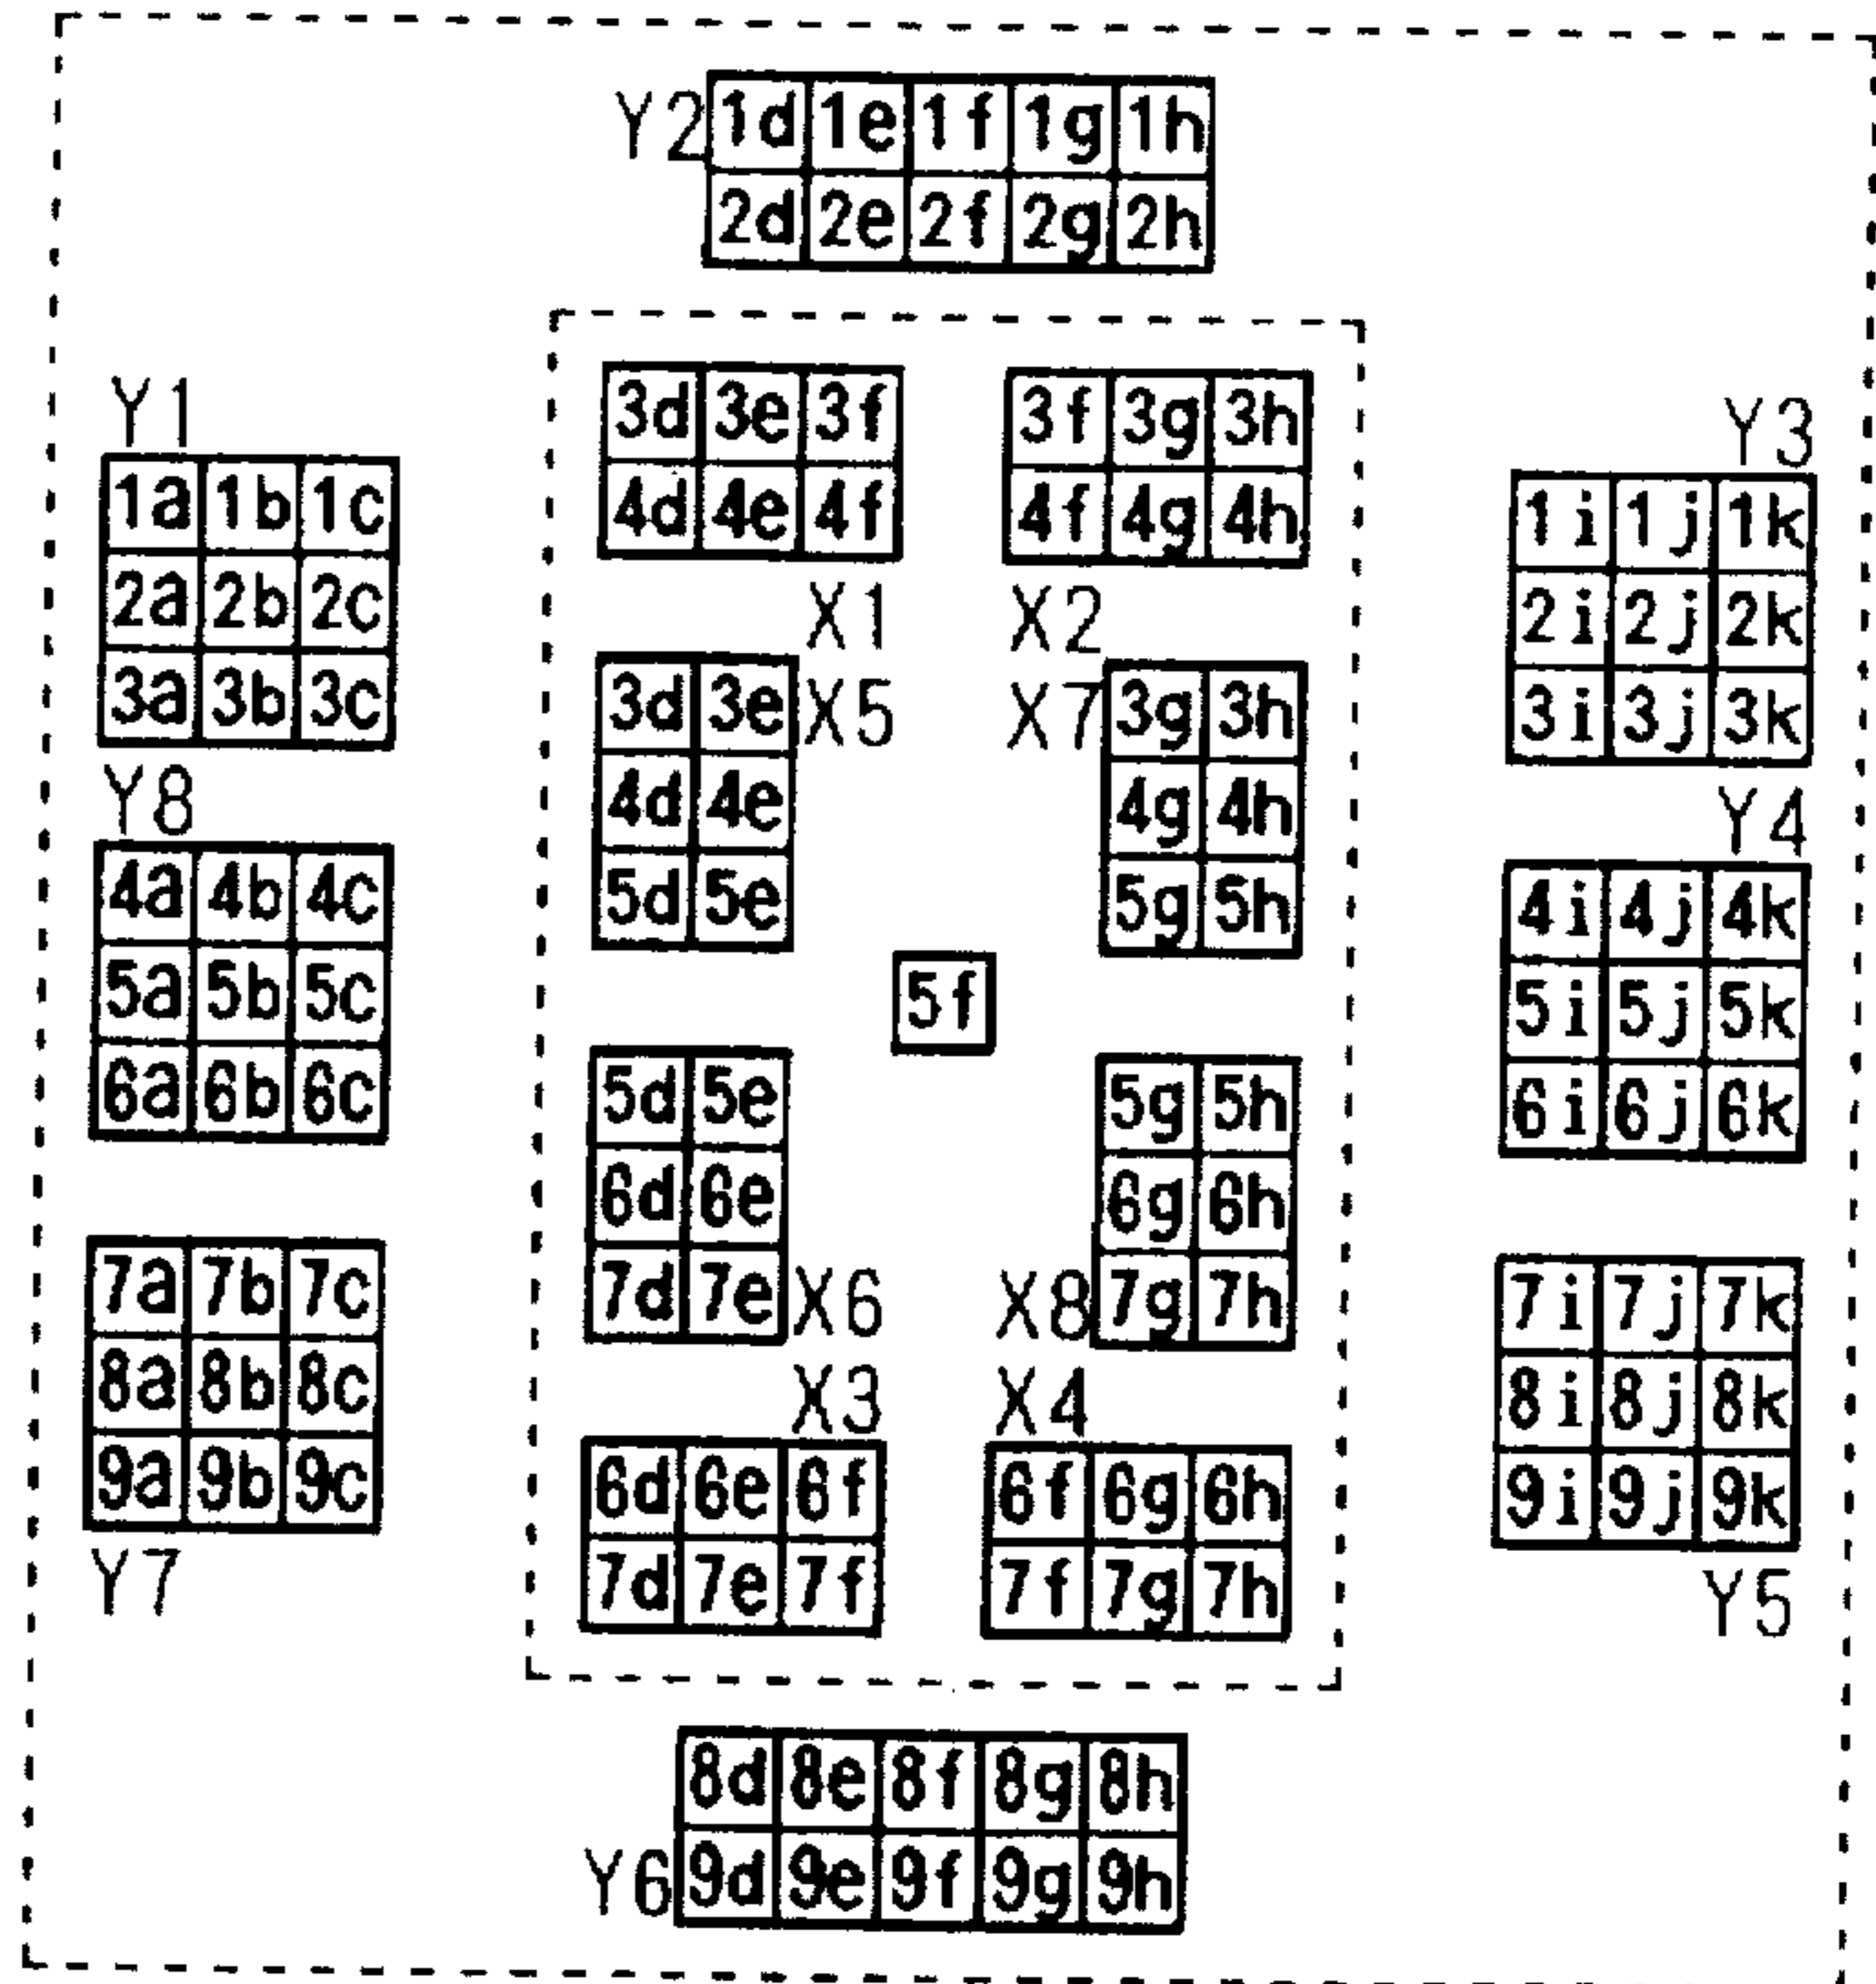 Y2
1d 1e 1f 1g 1h
2d 2e 2f 2g 2h
Y1
1a 1b 1c
2a 2b 2c
3a 3b 3c
Y8
4a 4b 4c
5a 5b 5c
6a 6b 6c
7a 7b 7c
8a 8b 8c
9a 9b 9c
Y7
3d 3e 3f
4d 4e 4f
X1
3f 3g 3h
4f 4g 4h
X2
X5
3d 3e
4d 4e
5d 5e
X7
3g 3h
4g 4h
5g 5h
5f
5d 5e
6d 6e
7d 7e
X6
5g 5h
6g 6h
7g 7h
X8
X3
6d 6e 6f
7d 7e 7f
X4
6f 6g 6h
7f 7g 7h
Y3
1i 1j 1k
2i 2j 2k
3i 3j 3k
Y4
4i 4j 4k
5i 5j 5k
6i 6j 6k
7i 7j 7k
8i 8j 8k
9i 9j 9k
Y5
8d 8e 8f 8g 8h
Y6
9d 9e 9f 9g 9h